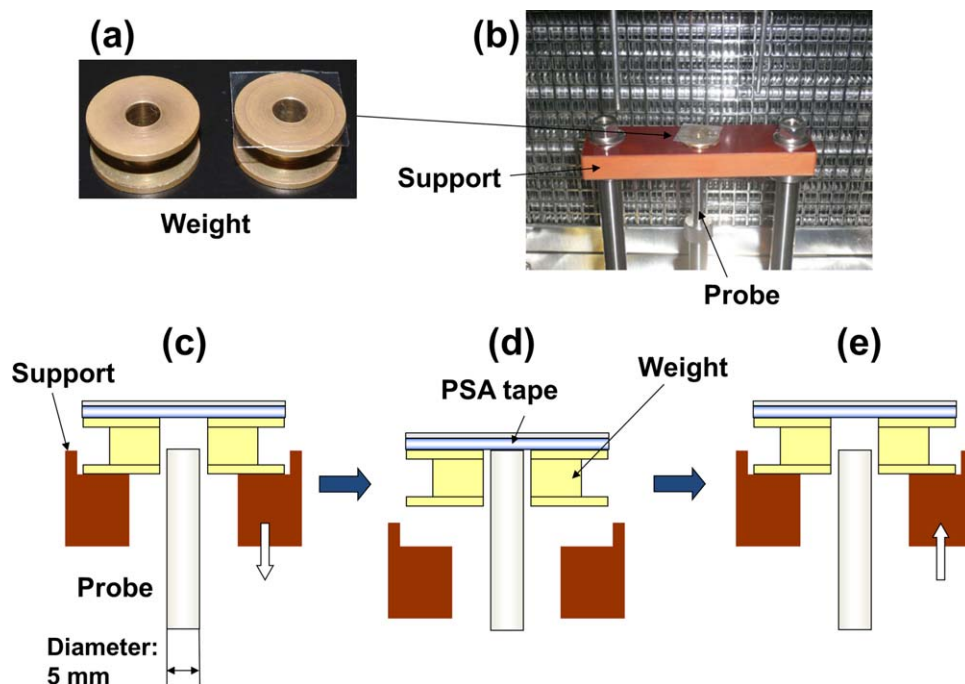 (a)
(b)
Support
Weight
Probe
(c)
(d)
(e)
Support
PSA tape
Weight
Probe
Diameter:
5 mm